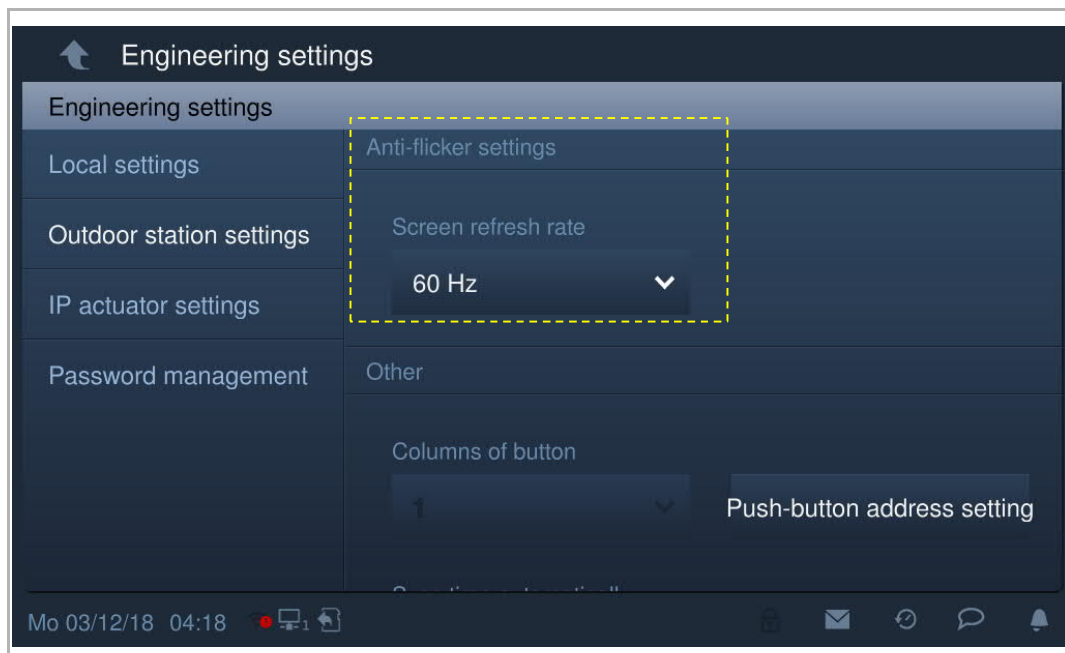 Engineering settings
Engineering settings
Local settings
Outdoor station settings
IP actuator settings
Password management
Anti-flicker settings
Screen refresh rate
60 Hz
Other
Columns of button
1
Push-button address setting
Mo 03/12/18 04:18
1